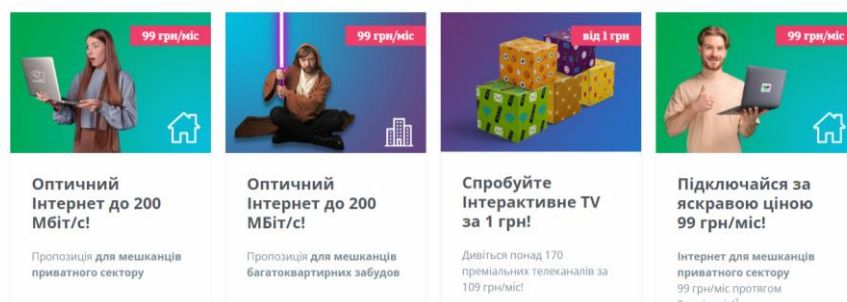 99 грн/міс
Оптичний
Інтернет до 200
Мбіт/с!
Пропозиція для мешканців
приватного сектору
99 грн/міс
Оптичний
Інтернет до 200
МБіт/с!
Пропозиція для мешканців
багатоквартирних забудов
від 1 грн
Спробуйте
Інтерактивне TV
за 1 грн!
Дивіться понад 170
преміальних телеканалів за
109 грн/міс!
99 грн/міс
Підключайся за
яскравою ціною
99 грн/міс!
Інтернет для мешканців
приватного сектору
99 грн/міс протягом